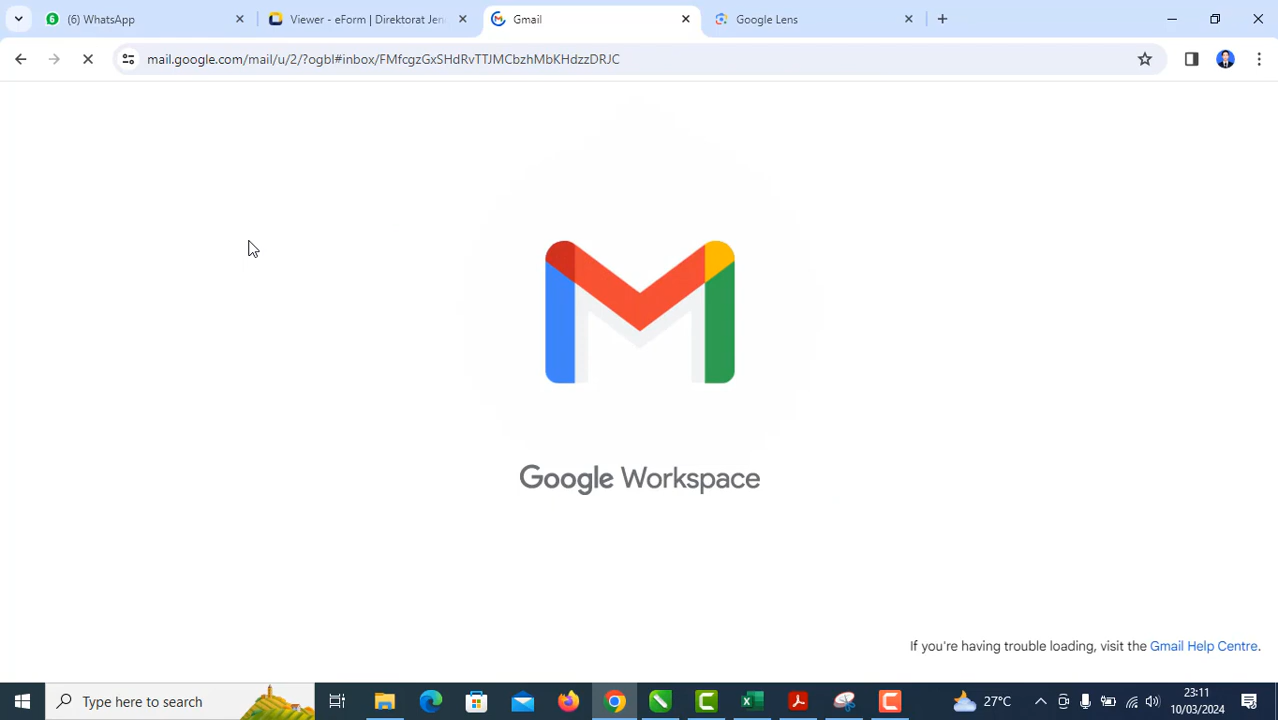 (6) WhatsApp
Viewer - eForm | Direktorat Jen
Gmail
Google Lens
mail.google.com/mail/u/2/?ogbl#inbox/FMfcgzGxSHdRvTTJMCbzhMbKHdzzDRJC
Google Workspace
If you're having trouble loading, visit the Gmail Help Centre.
Type here to search
27°C
23:11
10/03/2024